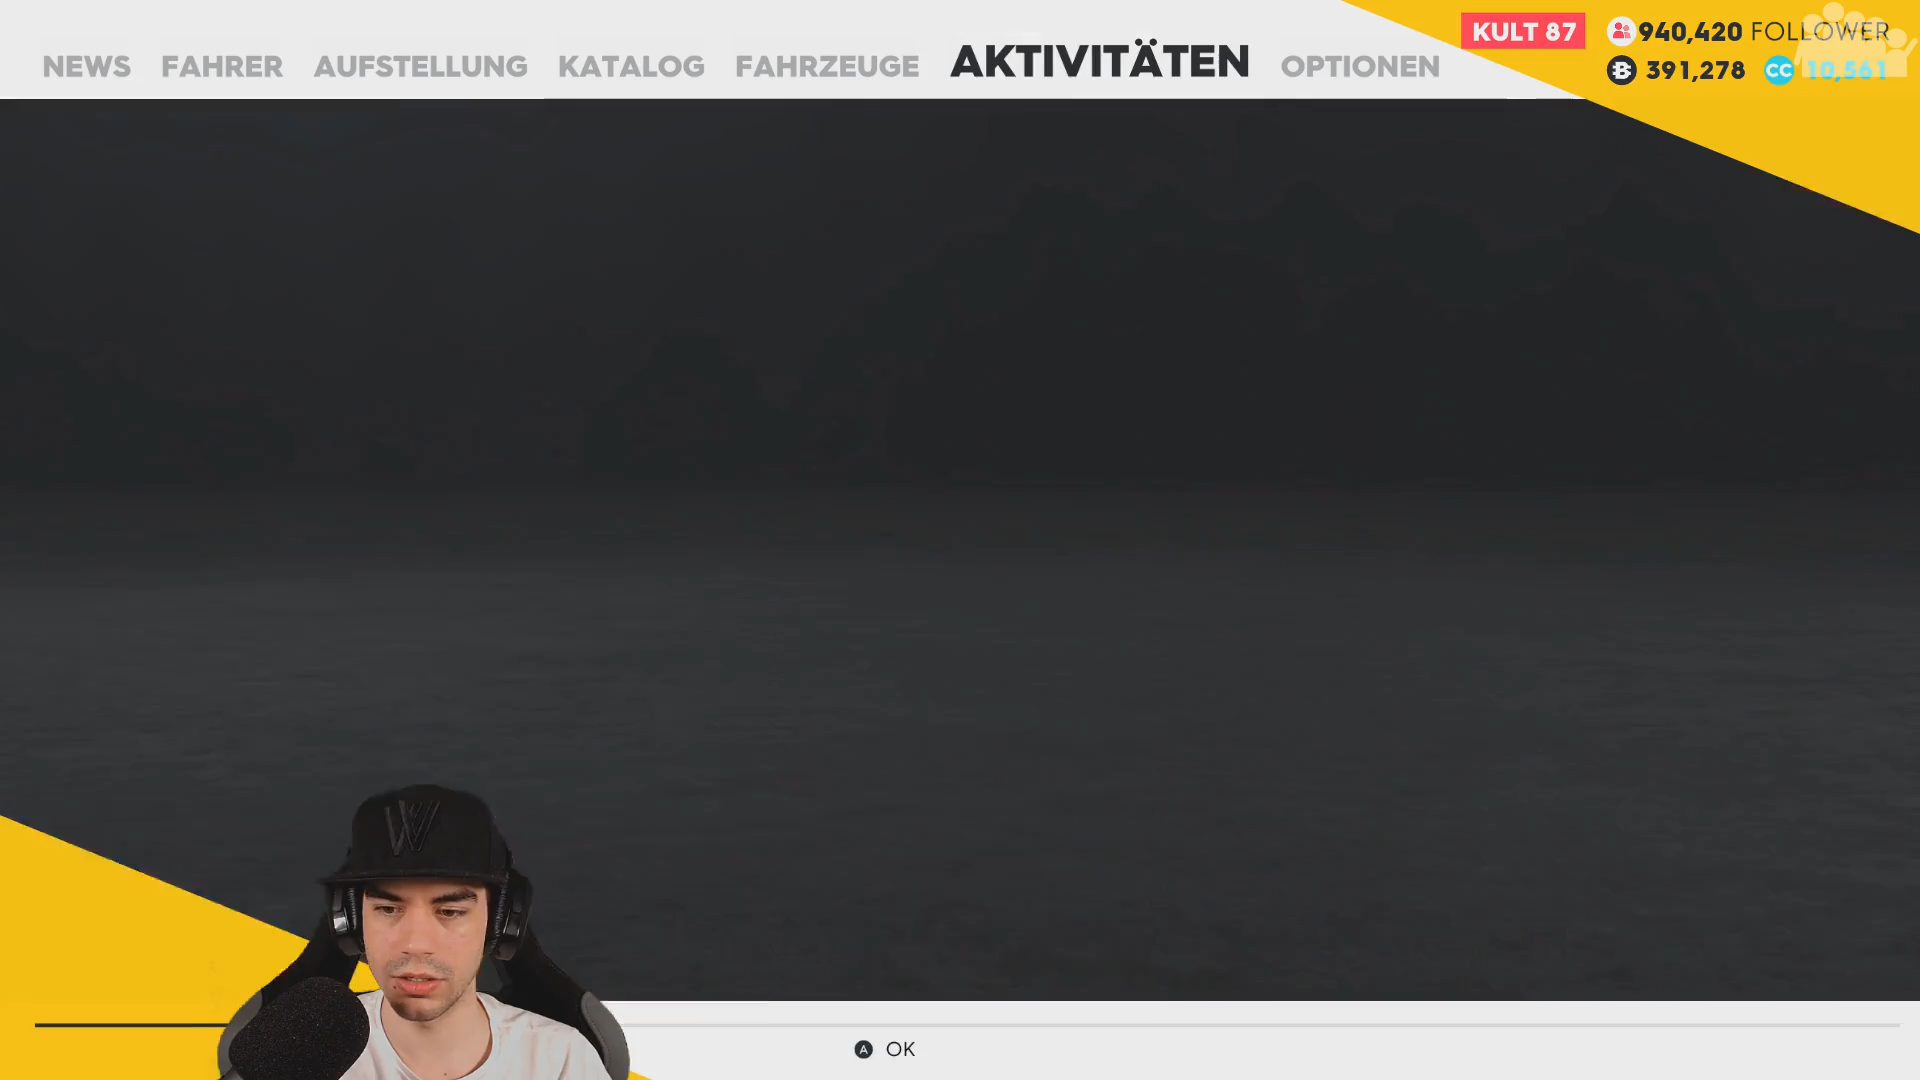 NEWS FAHRER AUFSTELLUNG KATALOG FAHRZEUGE AKTIVITÄTEN OPTIONEN
KULT 87
940,420 FOLLOWER
391,278 CC 10,561
W
A OK